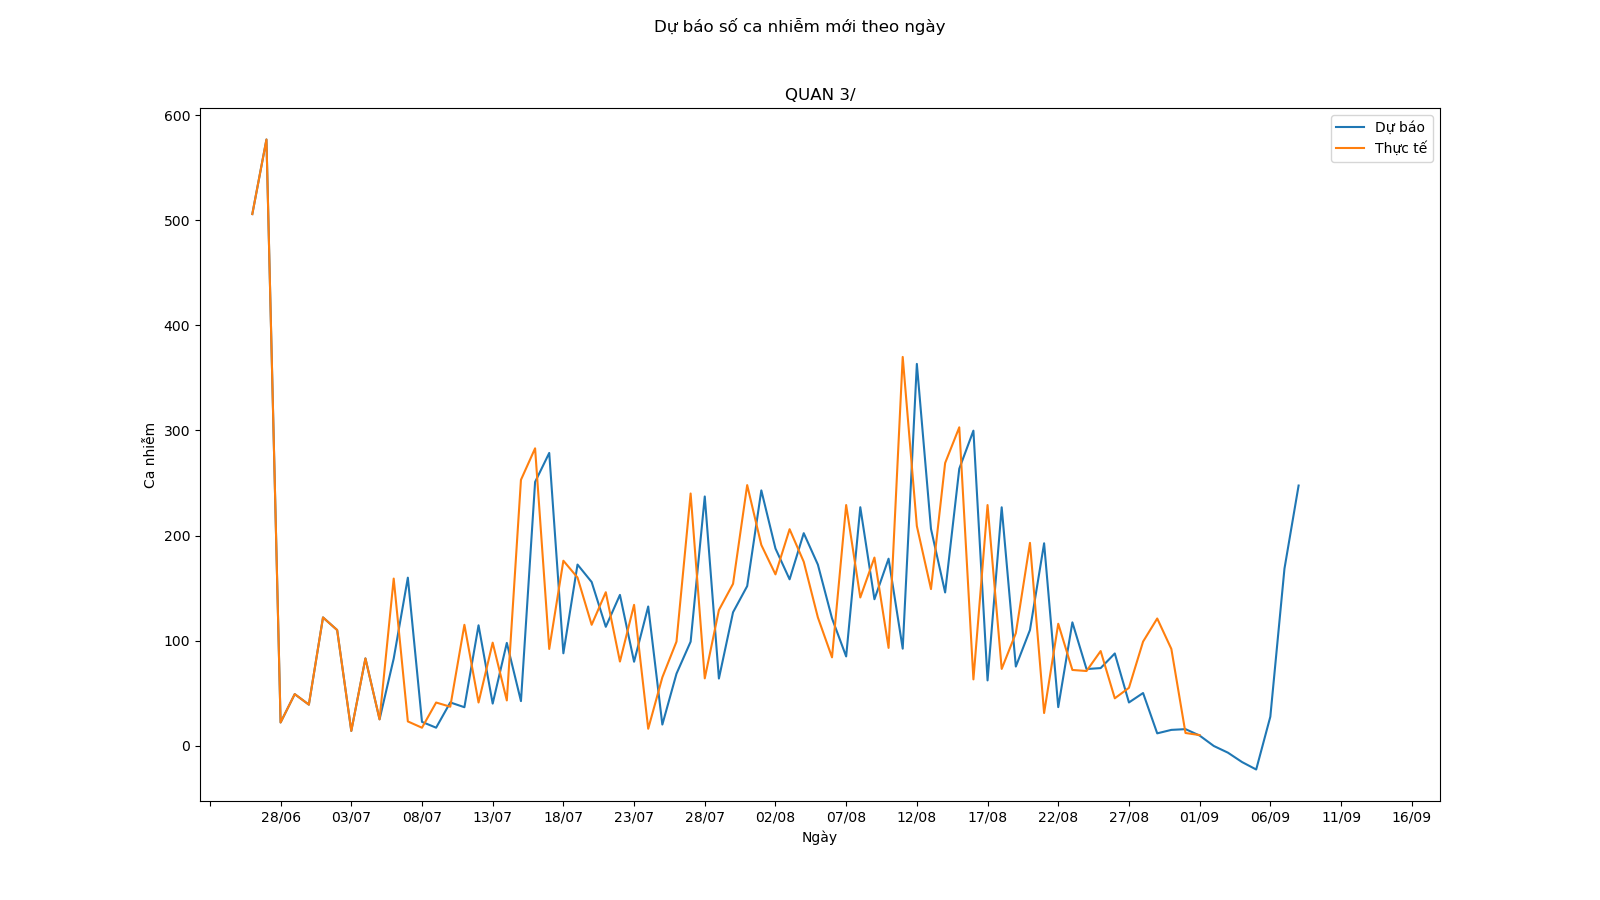 Dự báo số ca nhiễm mới theo ngày
QUAN 3/
600
500
400
300
200
100
0
Ca nhiễm
Dự báo
Thực tế
28/06 03/07 08/07 13/07 18/07 23/07 28/07 02/08 07/08 12/08 17/08 22/08 27/08 01/09 06/09 11/09 16/09
Ngày